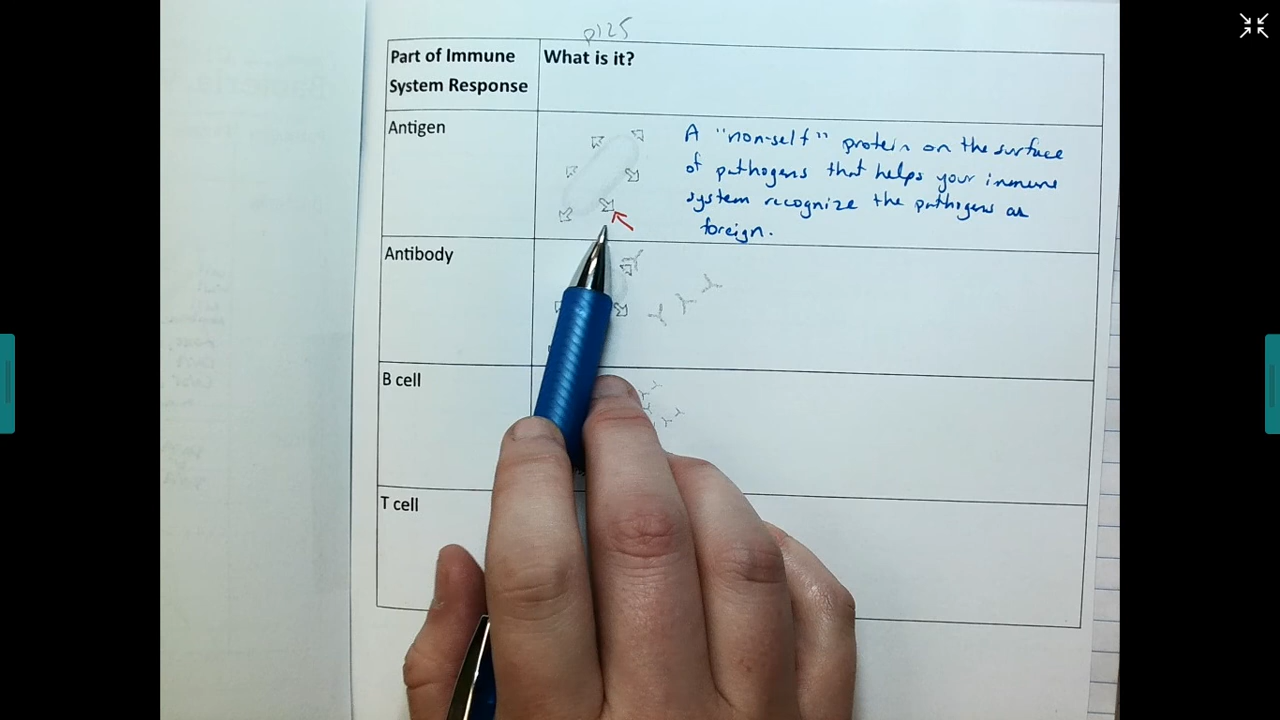 p125
Part of Immune
System Response
What is it?
Antigen
A "non-self" protein on the surface
of pathogens that helps your immune
system recognize the pathogens as
foreign.
Antibody
B cell
T cell